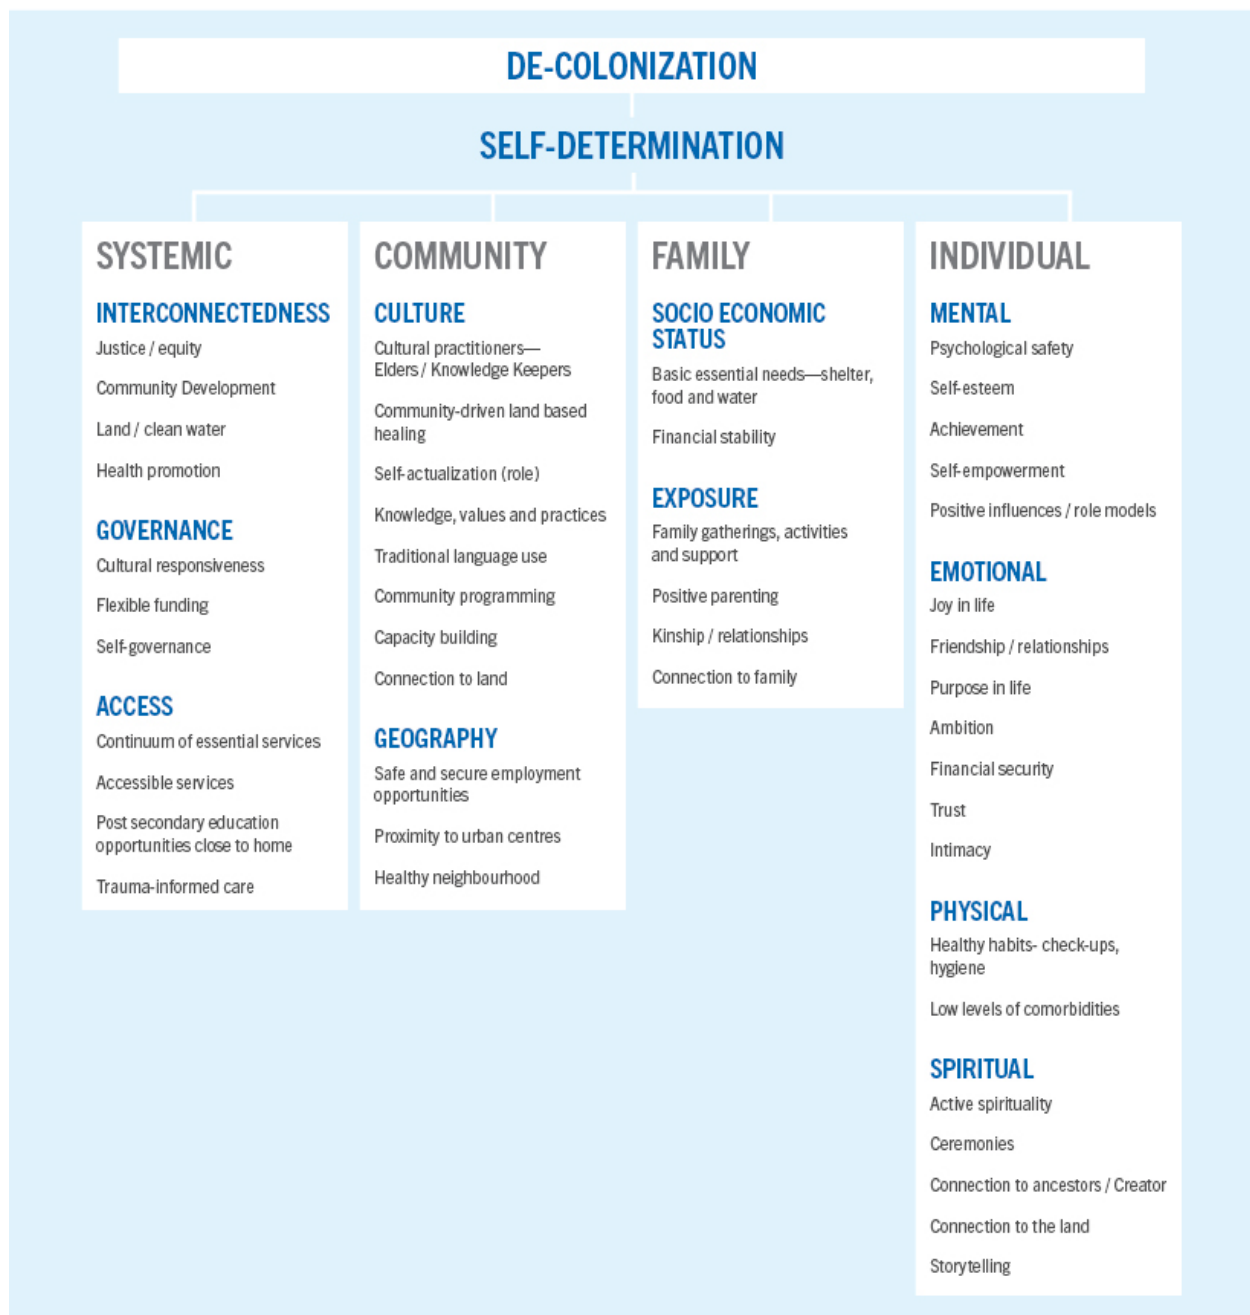 DE-COLONIZATION
SELF-DETERMINATION
SYSTEMIC
INTERCONNECTEDNESS
Justice / equity
Community Development
Land / clean water
Health promotion
GOVERNANCE
Cultural responsiveness
Flexible funding
Self-governance
ACCESS
Continuum of essential services
Accessible services
Post secondary education
opportunities close to home
Trauma-informed care
COMMUNITY
CULTURE
Cultural practitioners—
Elders / Knowledge Keepers
Community-driven land based
healing
Self-actualization (role)
Knowledge, values and practices
Traditional language use
Community programming
Capacity building
Connection to land
GEOGRAPHY
Safe and secure employment
opportunities
Proximity to urban centres
Healthy neighbourhood
FAMILY
SOCIO ECONOMIC
STATUS
Basic essential needs—shelter,
food and water
Financial stability
EXPOSURE
Family gatherings, activities
and support
Positive parenting
Kinship / relationships
Connection to family
INDIVIDUAL
MENTAL
Psychological safety
Self-esteem
Achievement
Self-empowerment
Positive influences / role models
EMOTIONAL
Joy in life
Friendship / relationships
Purpose in life
Ambition
Financial security
Trust
Intimacy
PHYSICAL
Healthy habits- check-ups,
hygiene
Low levels of comorbidities
SPIRITUAL
Active spirituality
Ceremonies
Connection to ancestors / Creator
Connection to the land
Storytelling